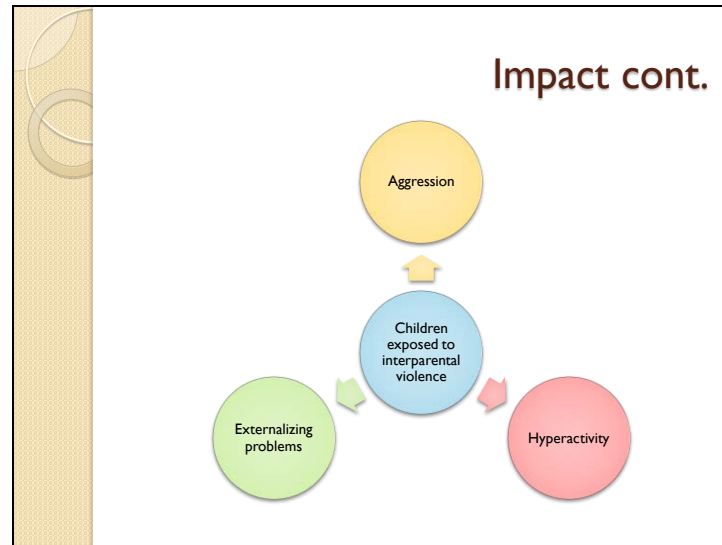 Impact cont.
Aggression
Children
exposed to
interparental
violence
Externalizing
problems
Hyperactivity